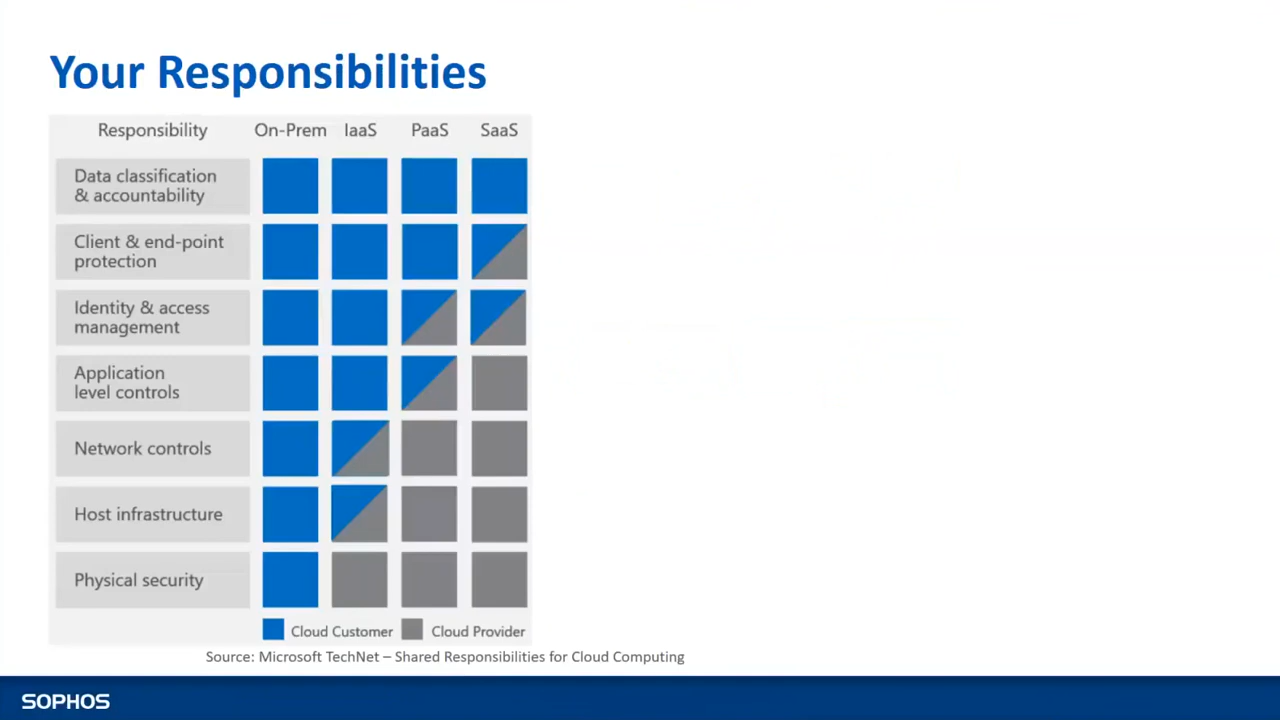 Your Responsibilities
Responsibility On-Prem IaaS PaaS SaaS
Data classification
& accountability
Client & end-point
protection
Identity & access
management
Application
level controls
Network controls
Host infrastructure
Physical security
Cloud Customer Cloud Provider
Source: Microsoft TechNet – Shared Responsibilities for Cloud Computing
SOPHOS